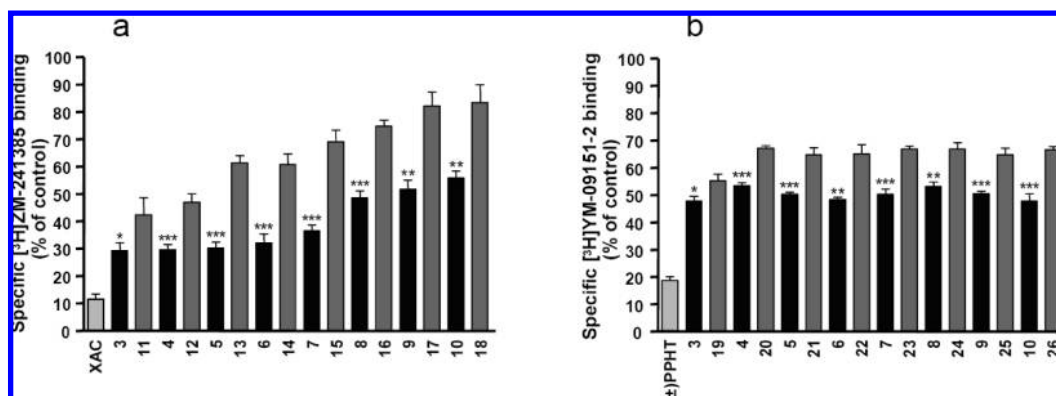 a
Specific [³H]ZM-241385 binding
(% of control)
100
90
80
70
60
50
40
30
20
10
0
* *** *** *** *** *** ** **
XAC 3 11 4 12 5 13 6 14 7 15 8 16 9 17 10 18
b
Specific [³H]YM-09151-2 binding
(% of control)
100
90
80
70
60
50
40
30
20
10
0
* *** *** ** *** ** *** ***
±)PPHT 3 19 4 20 5 21 6 22 7 23 8 24 9 25 10 26